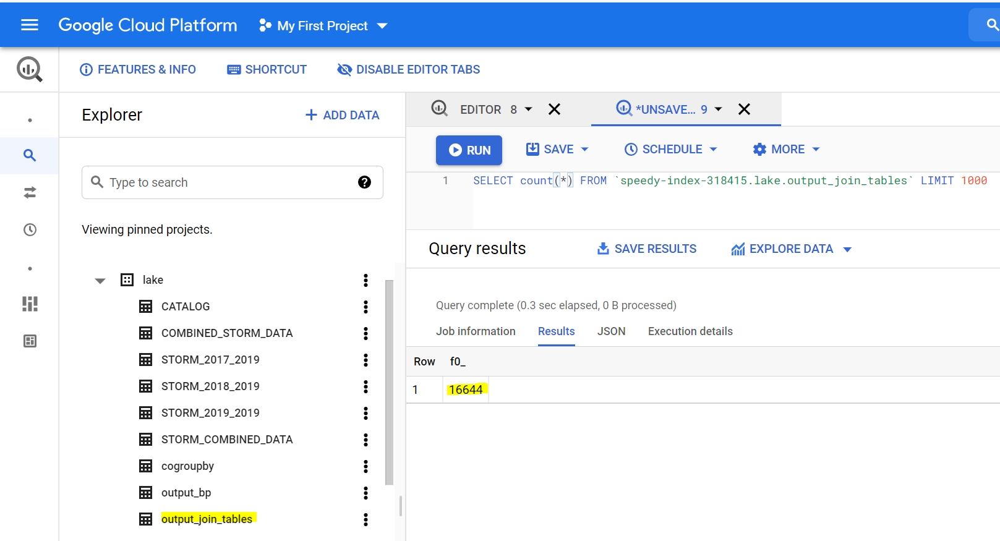 Google Cloud Platform My First Project
FEATURES & INFO SHORTCUT DISABLE EDITOR TABS
Explorer + ADD DATA
EDITOR 8 *UNSAVE... 9
RUN SAVE SCHEDULE MORE
Type to search
1 SELECT count(*) FROM `speedy-index-318415.lake.output_join_tables` LIMIT 1000
Viewing pinned projects.
Query results SAVE RESULTS EXPLORE DATA
lake
CATALOG
COMBINED_STORM_DATA
STORM_2017_2019
STORM_2018_2019
STORM_2019_2019
STORM_COMBINED_DATA
cogroupby
output_bp
output_join_tables
Query complete (0.3 sec elapsed, 0 B processed)
Job information Results JSON Execution details
Row f0_
1 16644